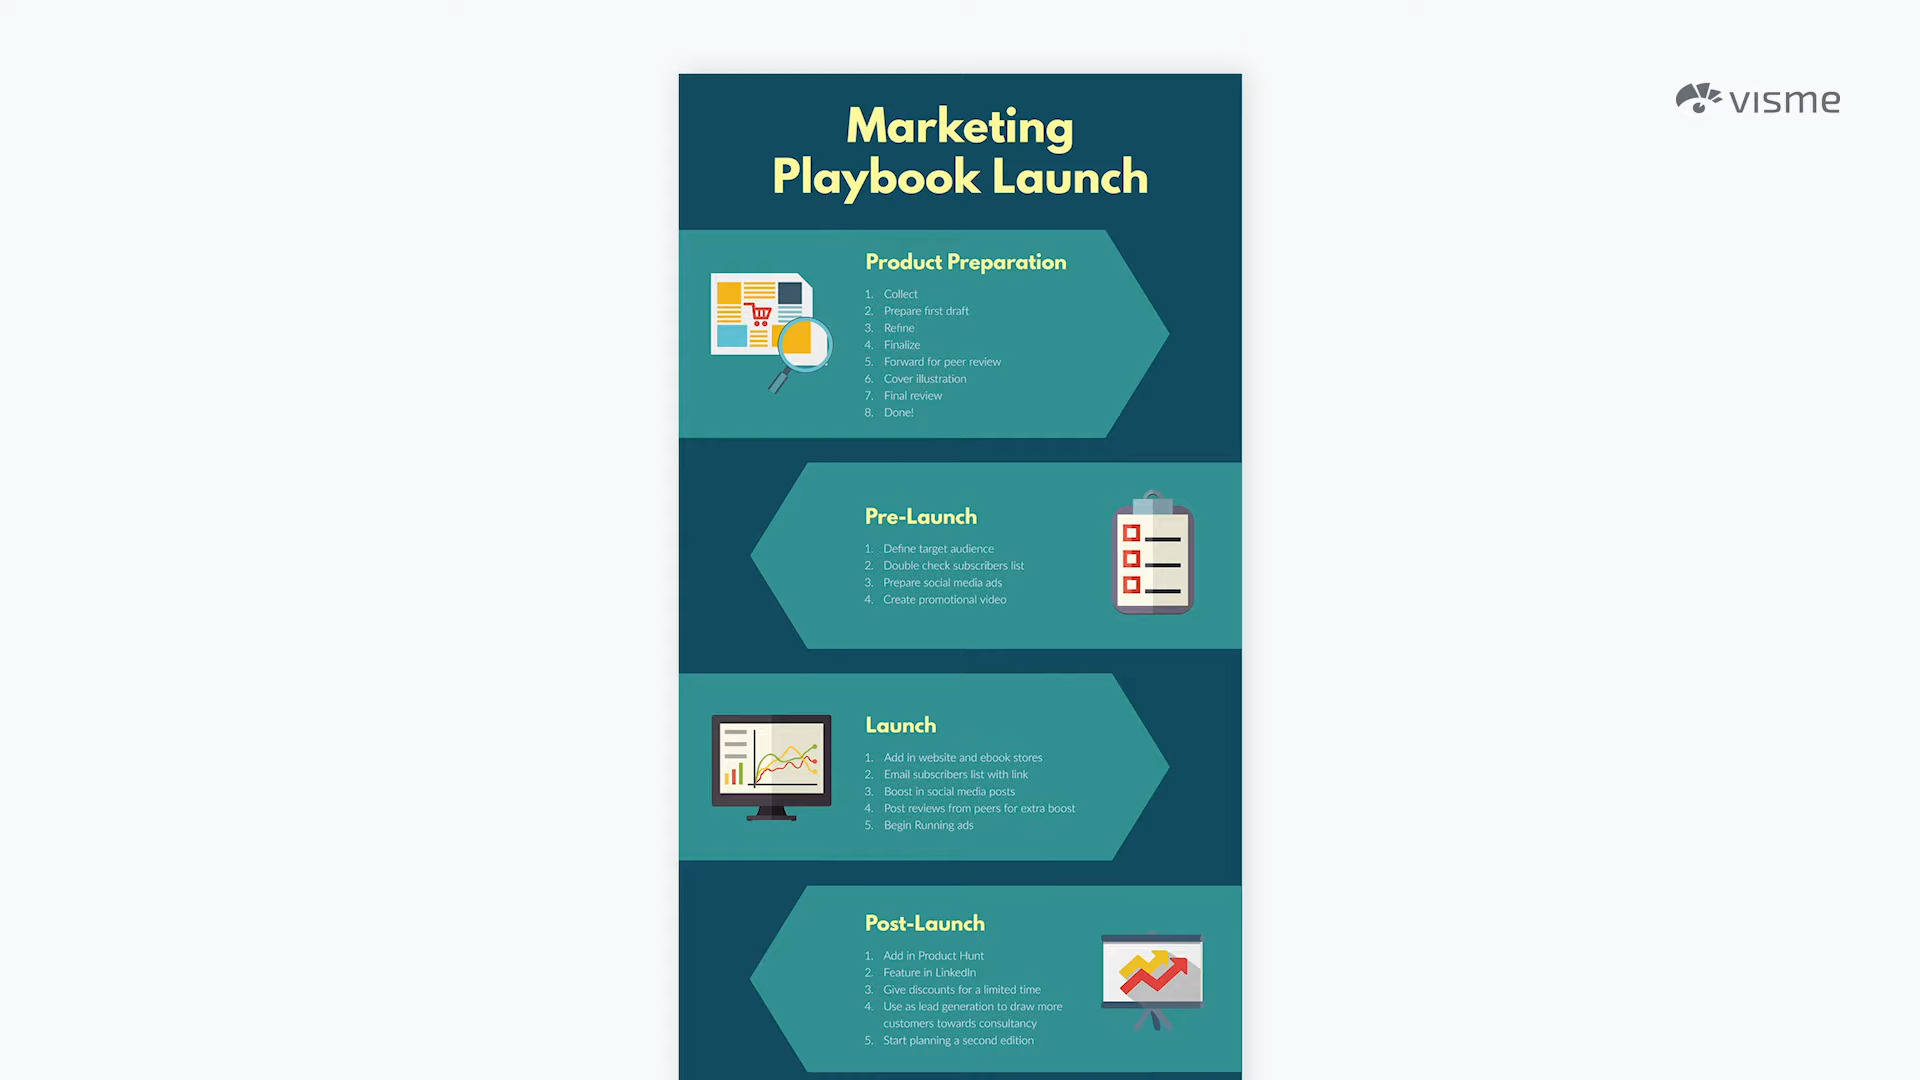 visme
Marketing
Playbook Launch
Product Preparation
1. Collect
2. Prepare first draft
3. Refine
4. Finalize
5. Forward for peer review
6. Cover illustration
7. Final review
8. Done!
Pre-Launch
1. Define target audience
2. Double check subscribers list
3. Prepare social media ads
4. Create promotional video
Launch
1. Add in website and ebook stores
2. Email subscribers list with link
3. Boost in social media posts
4. Post reviews from peers for extra boost
5. Begin Running ads
Post-Launch
1. Add in Product Hunt
2. Feature in LinkedIn
3. Give discounts for a limited time
4. Use as lead generation to draw more
customers towards consultancy
5. Start planning a second edition